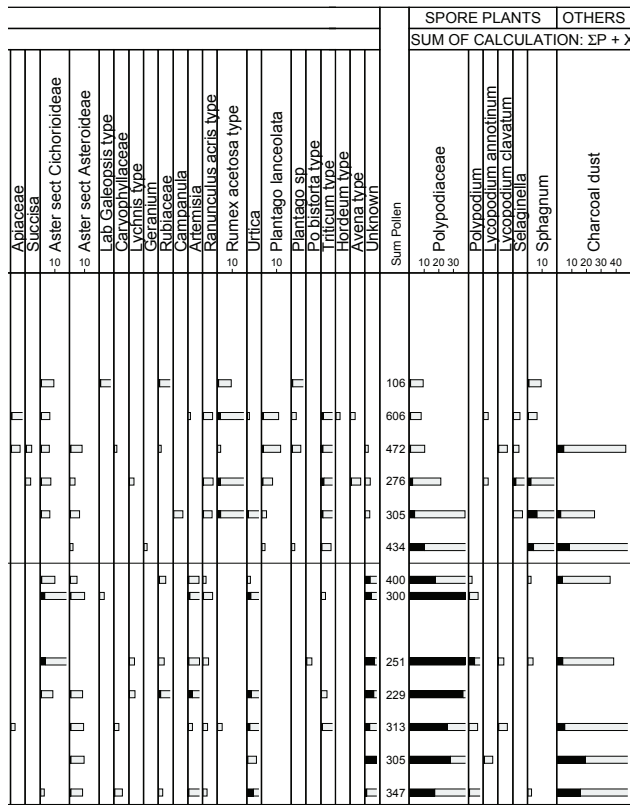 SPORE PLANTS
OTHERS
SUM OF CALCULATION: ΣP + X
Apiaceae
Succisa
Aster sect Cichorioideae
Aster sect Asteroideae
Lab Galeopsis type
Caryophyllaceae
Lychnis type
Geranium
Rubiaceae
Campanula
Artemisia
Ranunculus acris type
Rumex acetosa type
Urtica
Plantago lanceolata
Plantago sp
Po bistorta type
Triticum type
Hordeum type
Avena type
Unknown
Sum Pollen
Polypodiaceae
Polypodium
Lycopodium annotinum
Lycopodium clavatum
Selaginella
Sphagnum
Charcoal dust
10 10 10 10 10 20 30 10 10 20 30 40
106
606
472
276
305
434
400
300
251
229
313
305
347